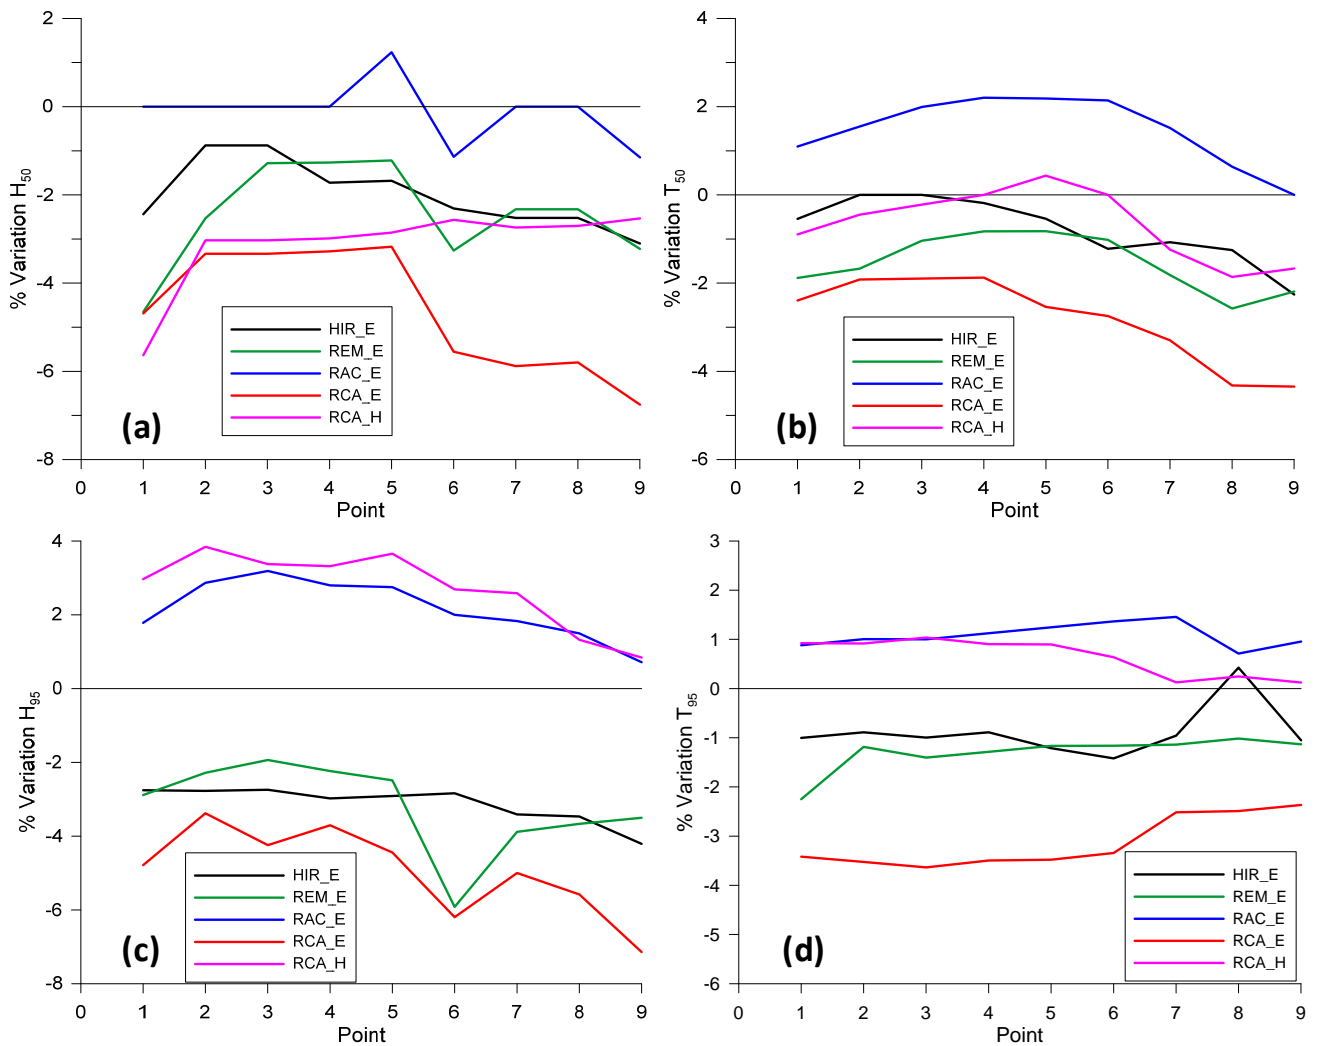 2
0
-2
-4
-6
-8
% Variation H50
0 1 2 3 4 5 6 7 8 9
Point
HIR_E
REM_E
RAC_E
RCA_E
RCA_H
(a)
4
2
0
-2
-4
-6
% Variation T50
0 1 2 3 4 5 6 7 8 9
Point
HIR_E
REM_E
RAC_E
RCA_E
RCA_H
(b)
4
2
0
-2
-4
-6
-8
% Variation H95
0 1 2 3 4 5 6 7 8 9
Point
HIR_E
REM_E
RAC_E
RCA_E
RCA_H
(c)
3
2
1
0
-1
-2
-3
-4
-5
-6
% Variation T95
0 1 2 3 4 5 6 7 8 9
Point
HIR_E
REM_E
RAC_E
RCA_E
RCA_H
(d)